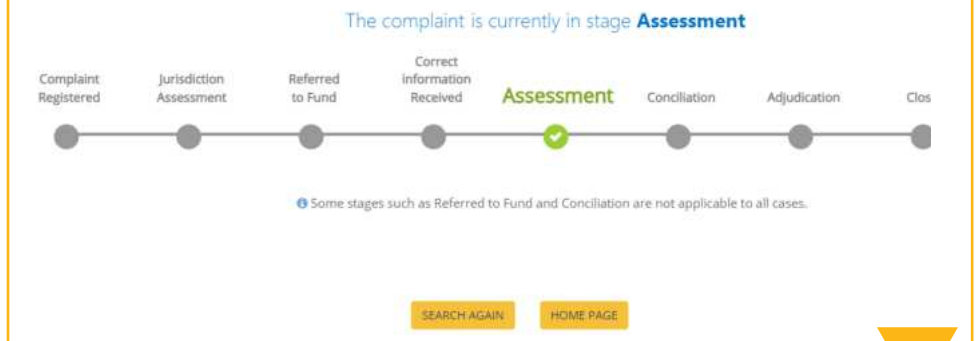 The complaint is currently in stage Assessment
Complaint Registered
Jurisdiction Assessment
Referred to Fund
Correct information Received
Assessment
Conciliation
Adjudication
Clos
Some stages such as Referred to Fund and Conciliation are not applicable to all cases.
SEARCH AGAIN
HOME PAGE